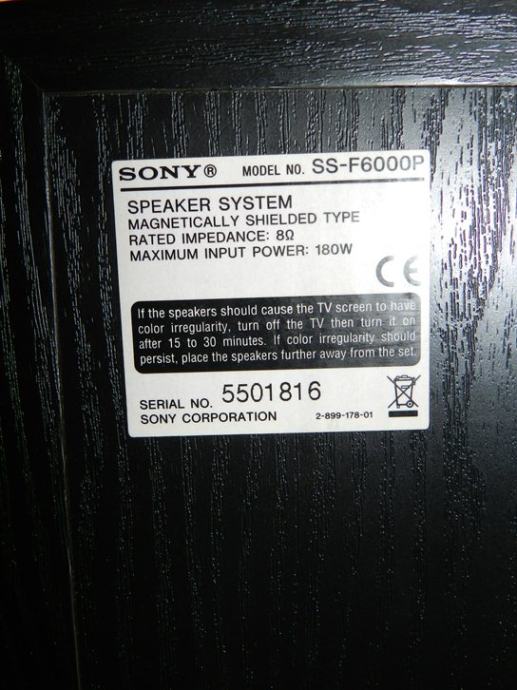 SONY® MODEL NO. SS-F6000P
SPEAKER SYSTEM
MAGNETICALLY SHIELDED TYPE
RATED IMPEDANCE: 8Ω
MAXIMUM INPUT POWER: 180W
CE
If the speakers should cause the TV screen to have
color irregularity, turn off the TV then turn it on
after 15 to 30 minutes. If color irregularity should
persist, place the speakers further away from the set.
SERIAL NO. 5501816
SONY CORPORATION 2-899-178-01